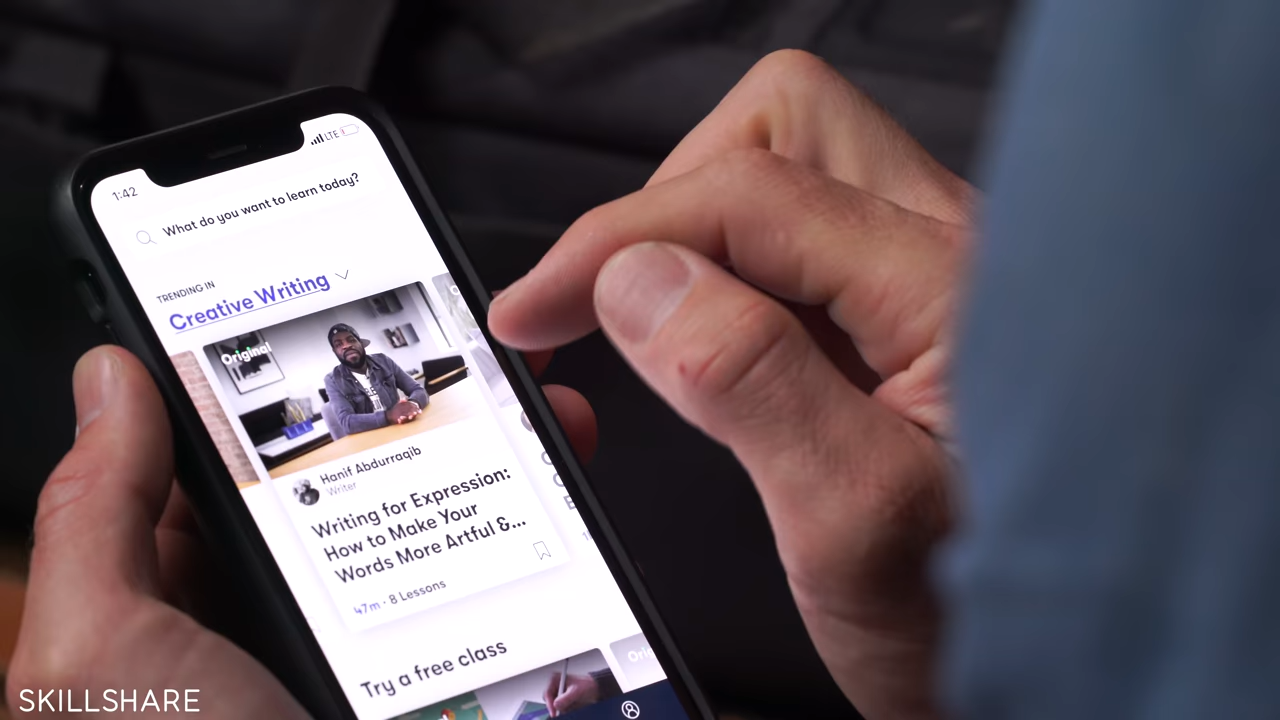 1:42
LTE
What do you want to learn today?
TRENDING IN
Creative Writing
Original
Hanif Abdurraqib
Writer
Writing for Expression:
How to Make Your
Words More Artful &...
47m · 8 Lessons
Try a free class
SKILLSHARE